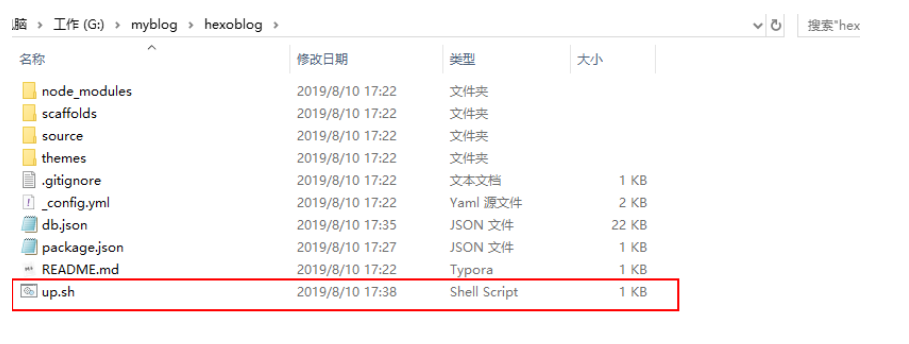 脑 › 工作 (G:) › myblog › hexoblog › 搜索"hex
名称 修改日期 类型 大小
node_modules 2019/8/10 17:22 文件夹
scaffolds 2019/8/10 17:22 文件夹
source 2019/8/10 17:22 文件夹
themes 2019/8/10 17:22 文件夹
.gitignore 2019/8/10 17:22 文本文档 1 KB
_config.yml 2019/8/10 17:22 Yaml 源文件 2 KB
db.json 2019/8/10 17:35 JSON 文件 22 KB
package.json 2019/8/10 17:27 JSON 文件 1 KB
README.md 2019/8/10 17:22 Typora 1 KB
up.sh 2019/8/10 17:38 Shell Script 1 KB